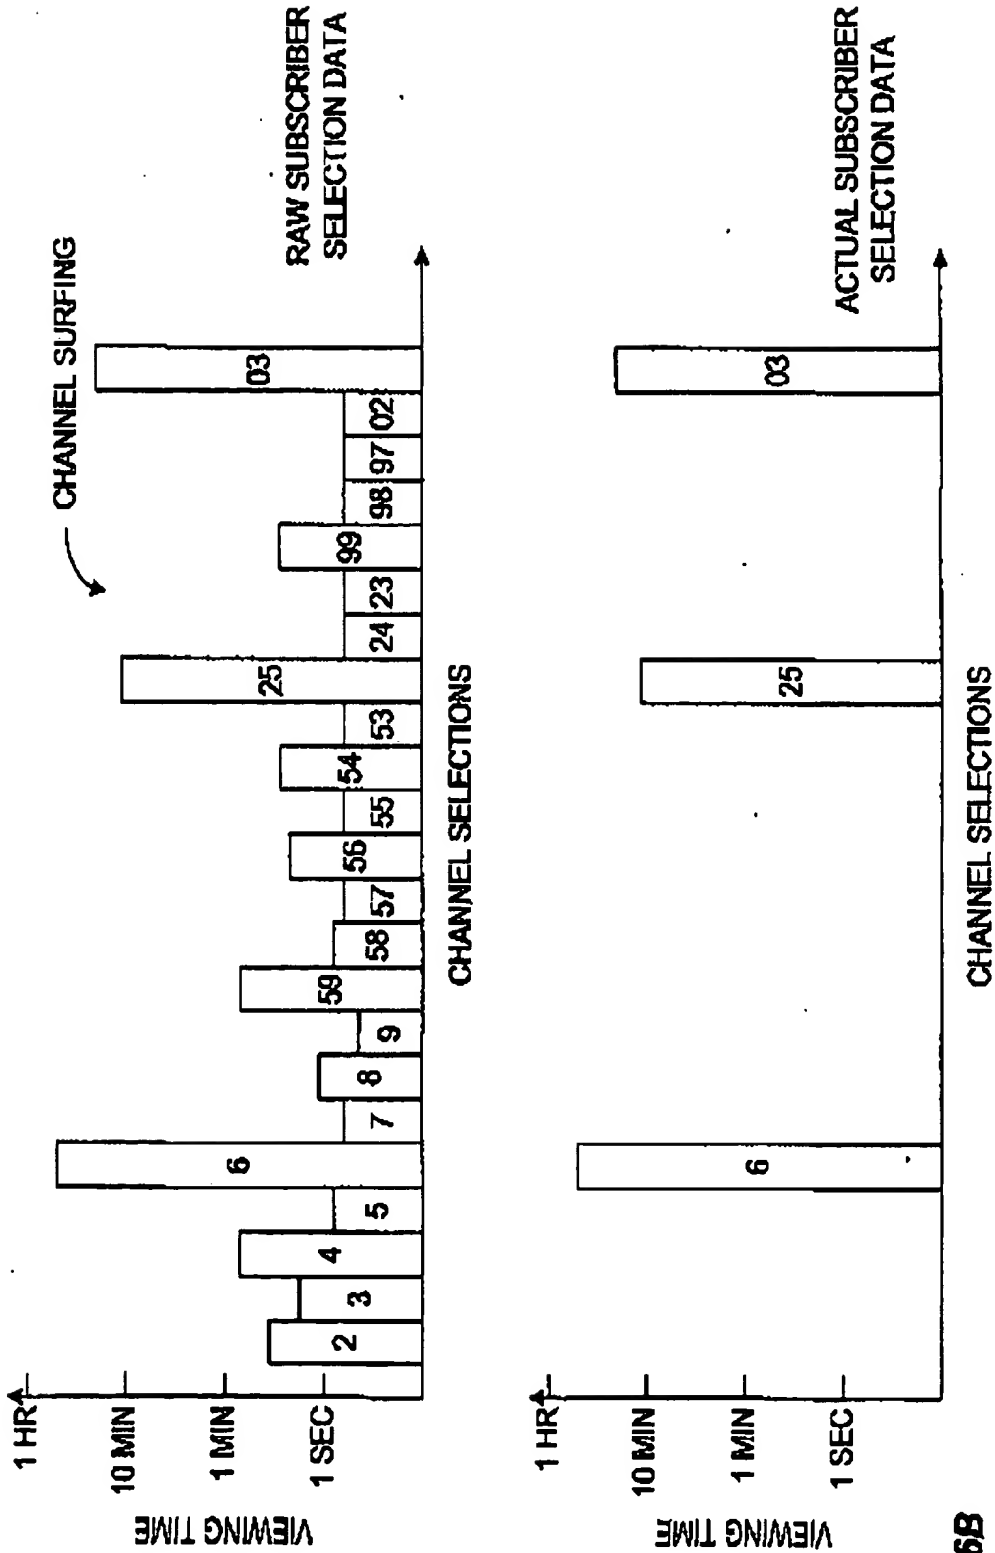 CHANNEL SURFING
RAW SUBSCRIBER
SELECTION DATA
VIEWING TIME
1 HR
10 MIN
1 MIN
1 SEC
2 3 4 5 6 7 8 9 59 58 57 56 55 54 53 25 24 23 99 98 97 02 03
CHANNEL SELECTIONS
ACTUAL SUBSCRIBER
SELECTION DATA
VIEWING TIME
1 HR
10 MIN
1 MIN
1 SEC
6 25 03
CHANNEL SELECTIONS
6B